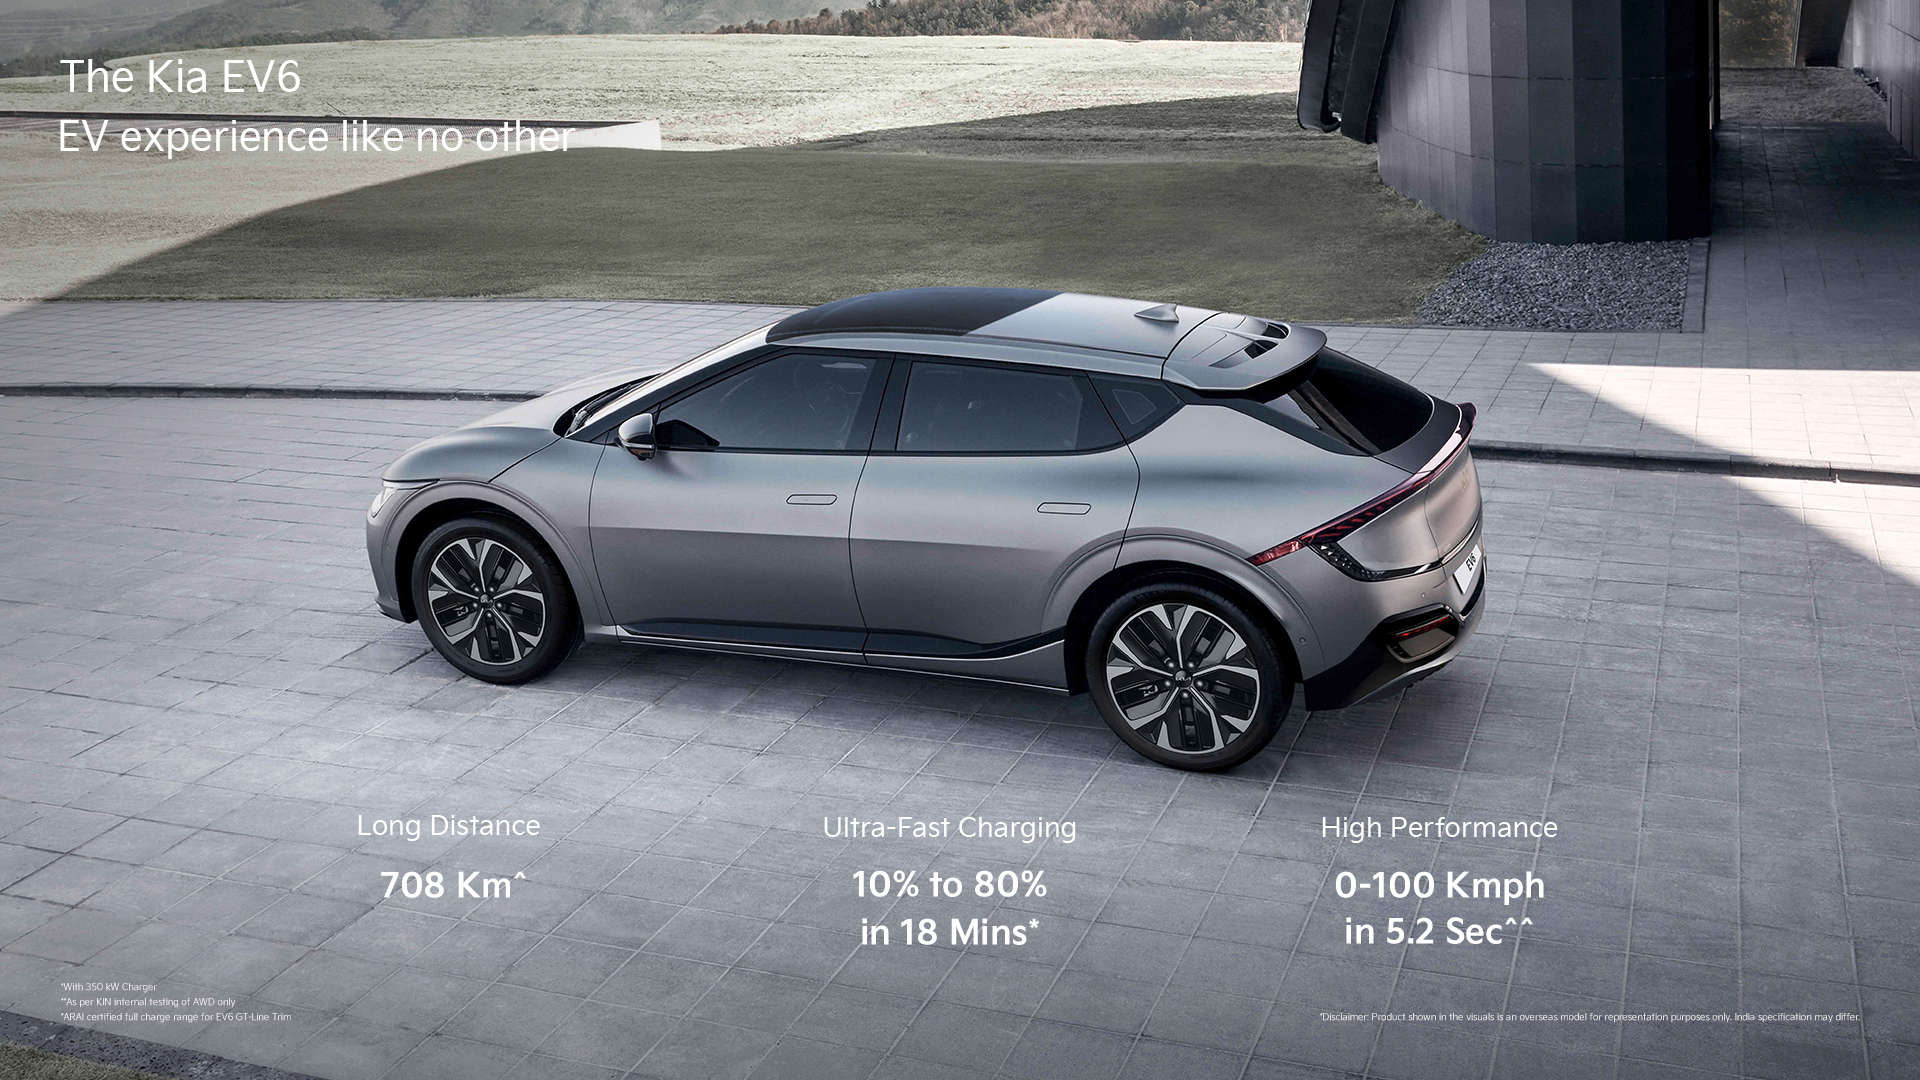 The Kia EV6
EV experience like no other
EV6
Long Distance
708 Km^
Ultra-Fast Charging
10% to 80%
in 18 Mins*
High Performance
0-100 Kmph
in 5.2 Sec^^
*With 350 kW Charger
^^As per KIN internal testing of AWD only
^ARAI certified full charge range for EV6 GT-Line Trim
*Disclaimer: Product shown in the visuals is an overseas model for representation purposes only. India specification may differ.